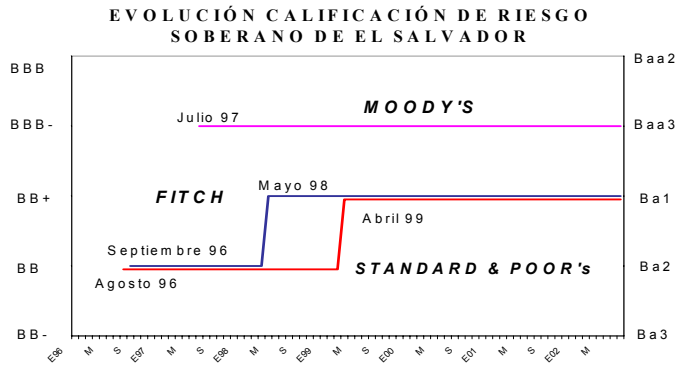 EVOLUCIÓN CALIFICACIÓN DE RIESGO
SOBERANO DE EL SALVADOR
BBB
Baa2
MOODY'S
Julio 97
BBB-
Baa3
FITCH
Mayo 98
BB+
Ba1
Abril 99
Septiembre 96
BB
STANDARD & POOR's
Ba2
Agosto 96
BB-
Ba3
E96 M S E97 M S E98 M S E99 M S E00 M S E01 M S E02 M